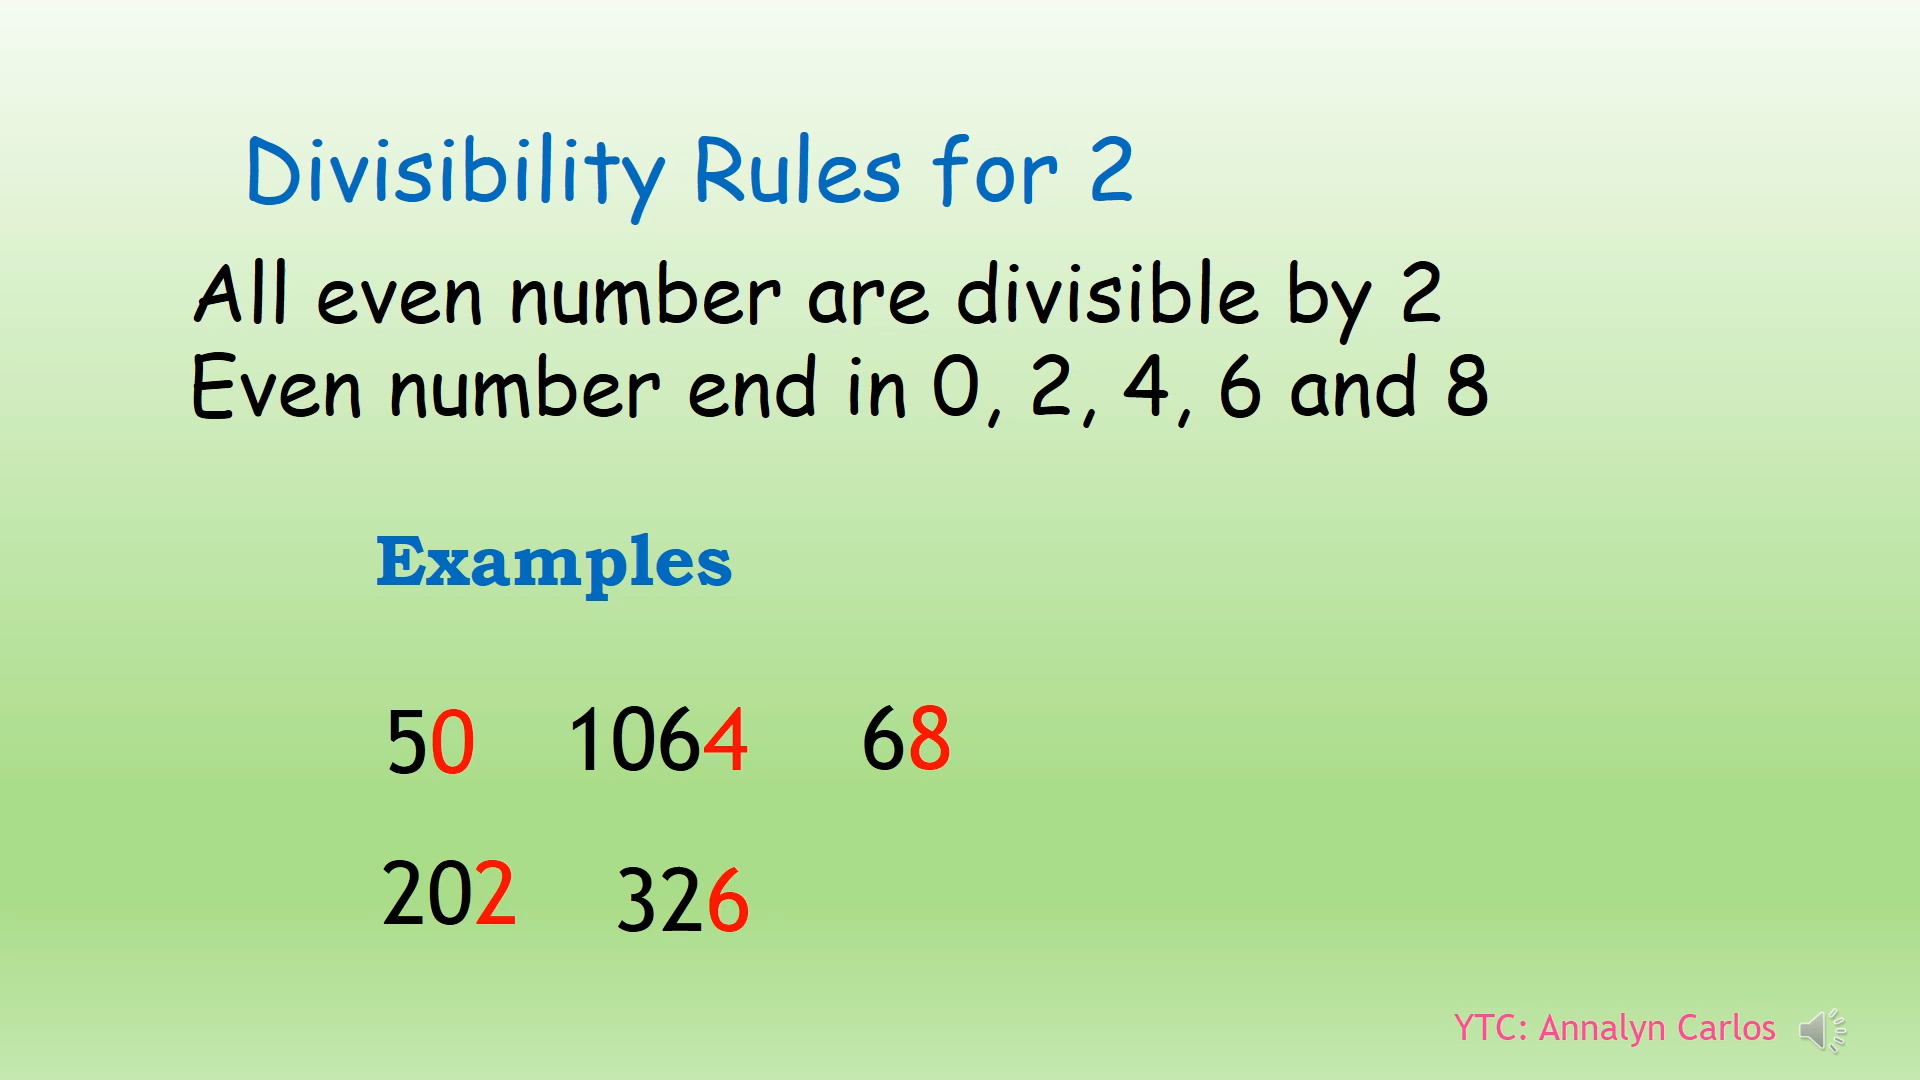 Divisibility Rules for 2
All even number are divisible by 2
Even number end in 0, 2, 4, 6 and 8
Examples
50 1064 68
202 326
YTC: Annalyn Carlos